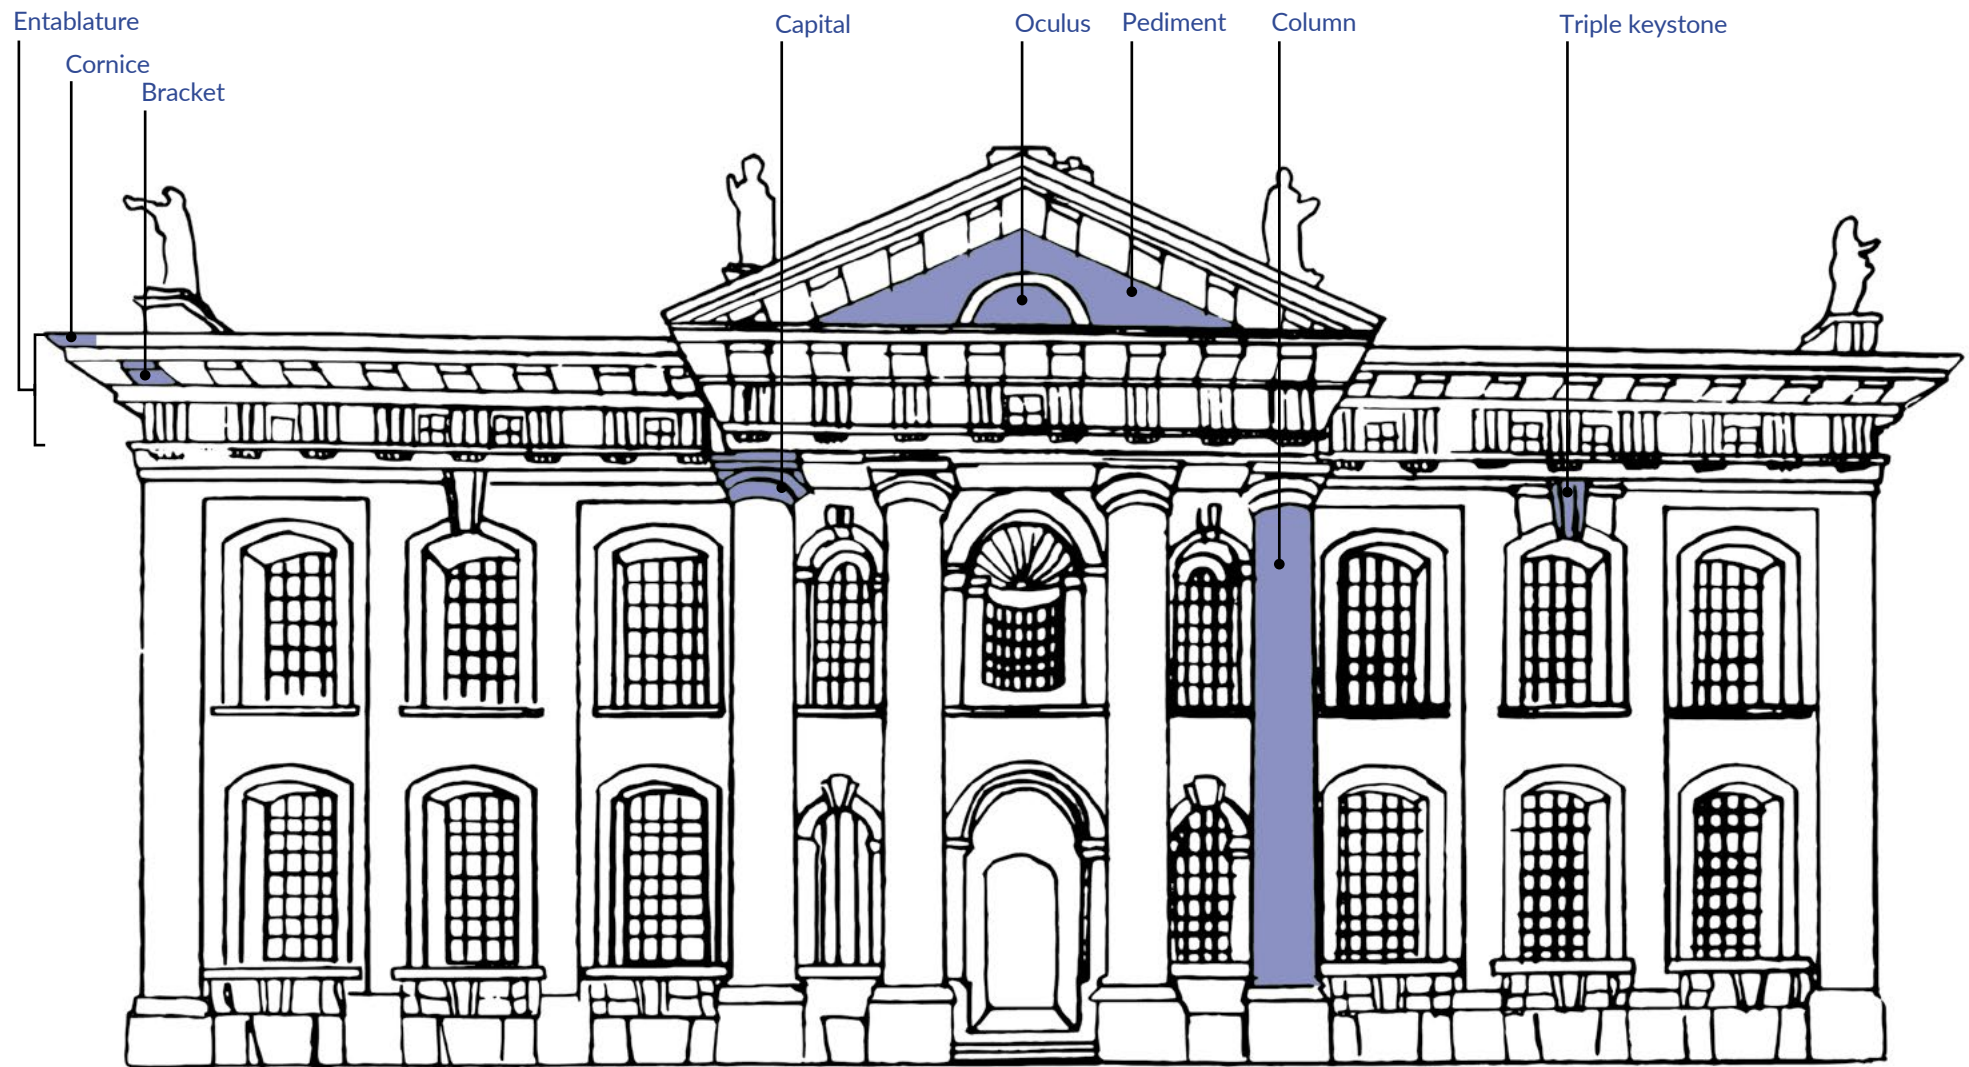 Entablature
Cornice
Bracket
Capital
Oculus
Pediment
Column
Triple keystone